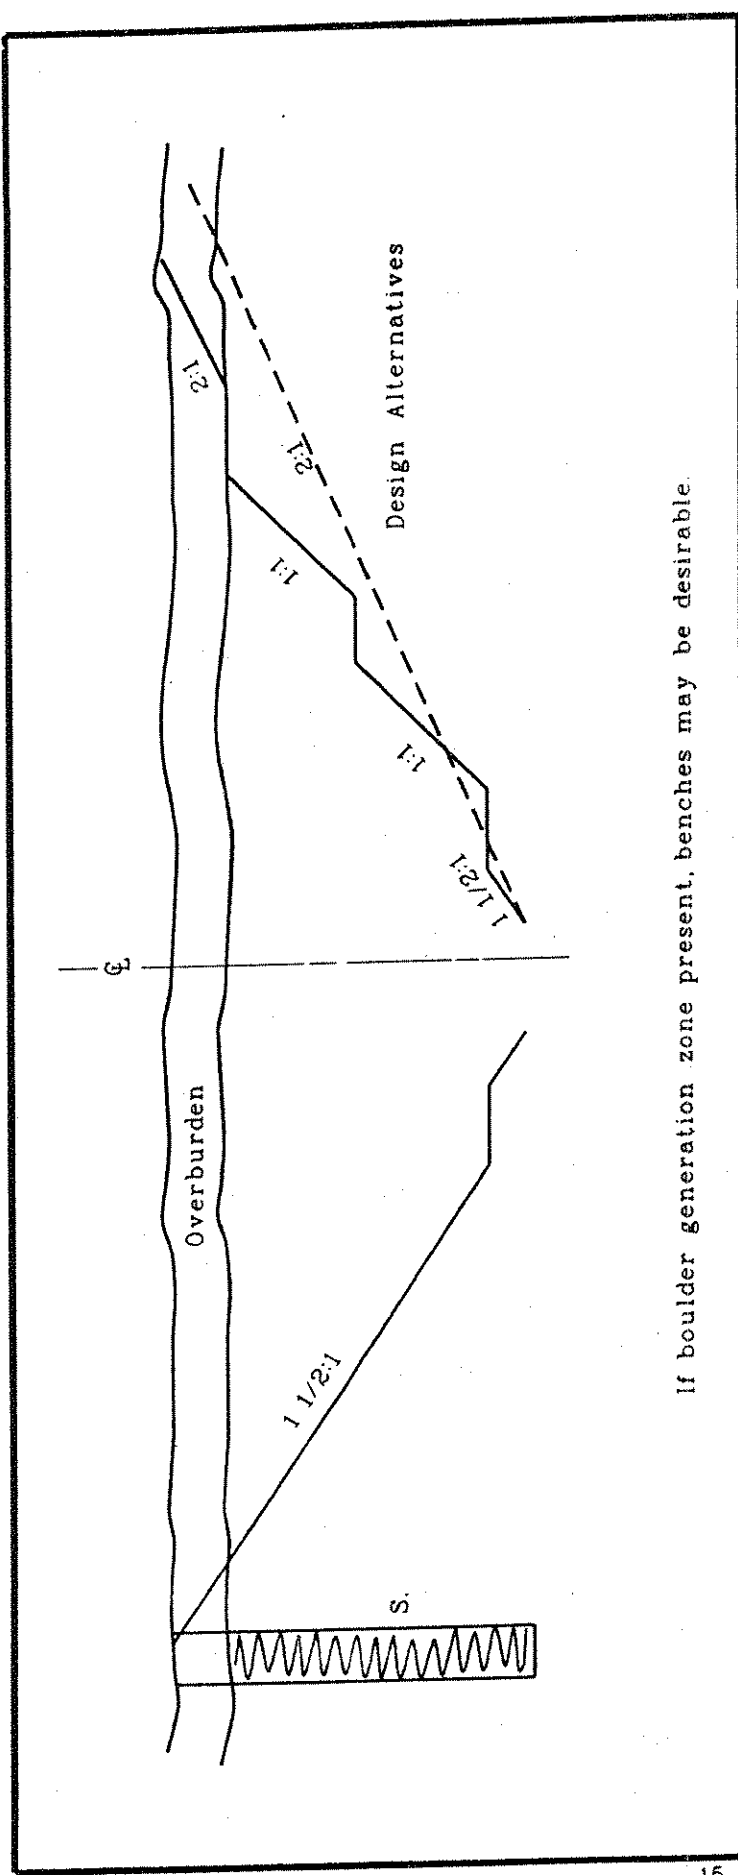 ℄
Overburden
2:1
2:1
1:1
1:1
1 1/2:1
1 1/2:1
S.
Design Alternatives
If boulder generation zone present, benches may be desirable.
15